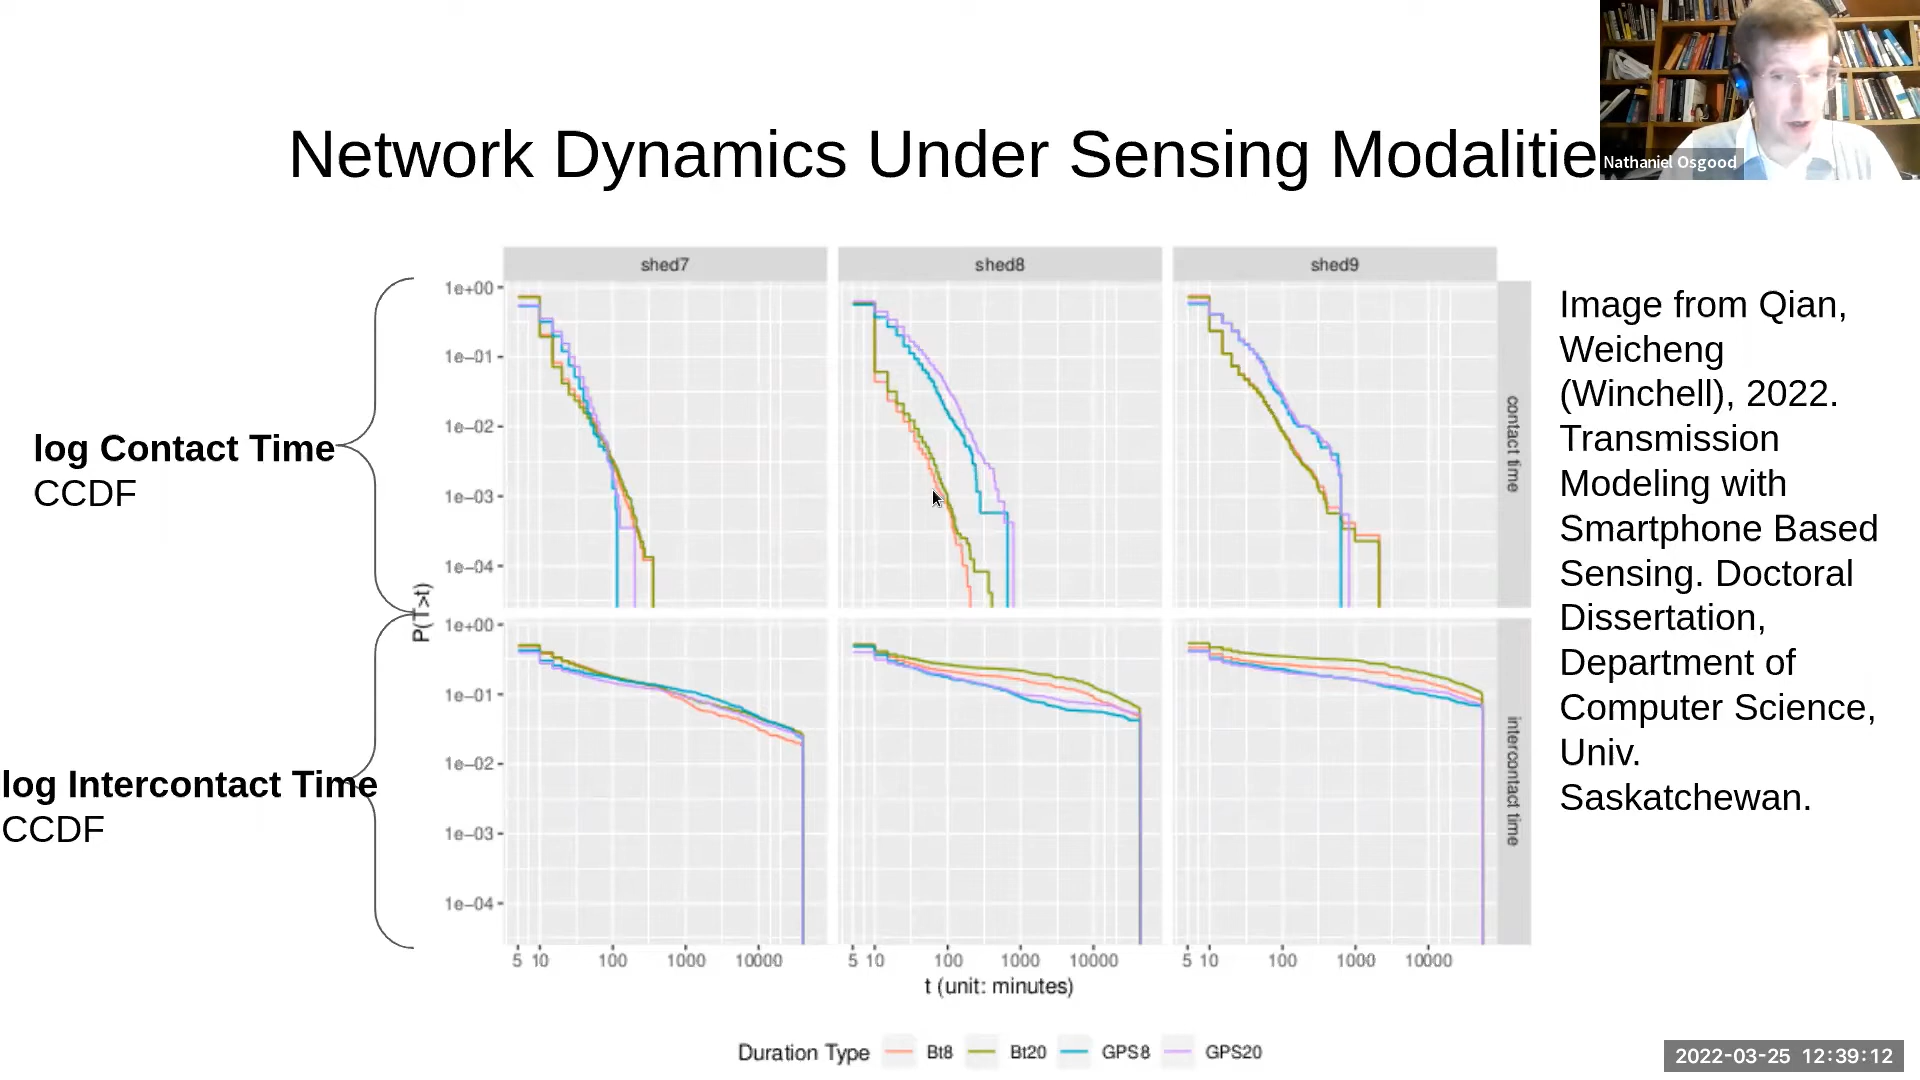 Network Dynamics Under Sensing Modalitie
Nathaniel Osgood
shed7 shed8 shed9
1e+00
1e-01
1e-02
1e-03
1e-04
contact time
log Contact Time
CCDF
P(T>t)
1e+00
1e-01
1e-02
1e-03
1e-04
intercontact time
log Intercontact Time
CCDF
5 10 100 1000 10000 5 10 100 1000 10000 5 10 100 1000 10000
t (unit: minutes)
Duration Type Bt8 Bt20 GPS8 GPS20
Image from Qian,
Weicheng
(Winchell), 2022.
Transmission
Modeling with
Smartphone Based
Sensing. Doctoral
Dissertation,
Department of
Computer Science,
Univ.
Saskatchewan.
2022-03-25 12:39:12